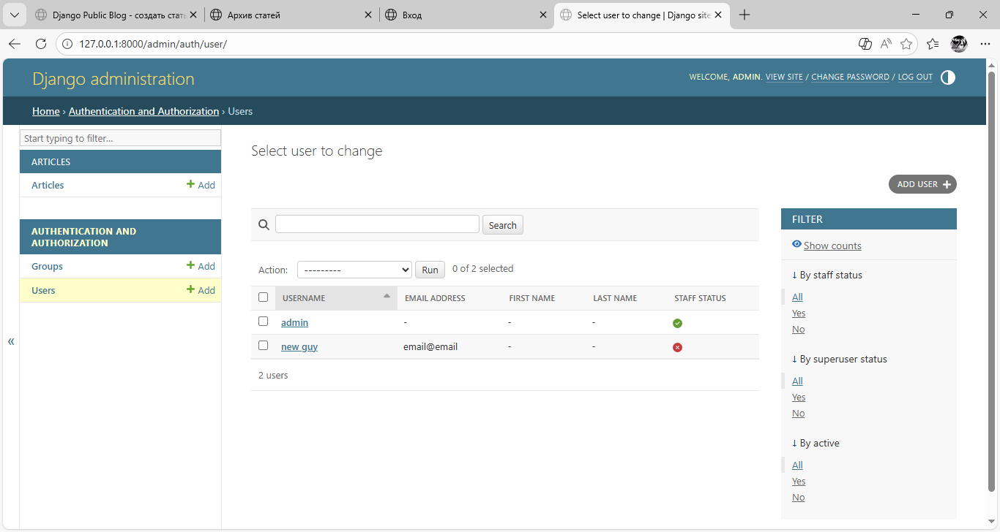 Django Public Blog - создать стать
Архив статей
Вход
Select user to change | Django site
127.0.0.1:8000/admin/auth/user/
Django administration
WELCOME, ADMIN. VIEW SITE / CHANGE PASSWORD / LOG OUT
Home › Authentication and Authorization › Users
Start typing to filter...
ARTICLES
Articles
+ Add
AUTHENTICATION AND
AUTHORIZATION
Groups
+ Add
Users
+ Add
«
Select user to change
ADD USER +
Search
Action: --------- Run 0 of 2 selected
USERNAME EMAIL ADDRESS FIRST NAME LAST NAME STAFF STATUS
admin - - -
new guy email@email - -
2 users
FILTER
Show counts
↓ By staff status
All
Yes
No
↓ By superuser status
All
Yes
No
↓ By active
All
Yes
No